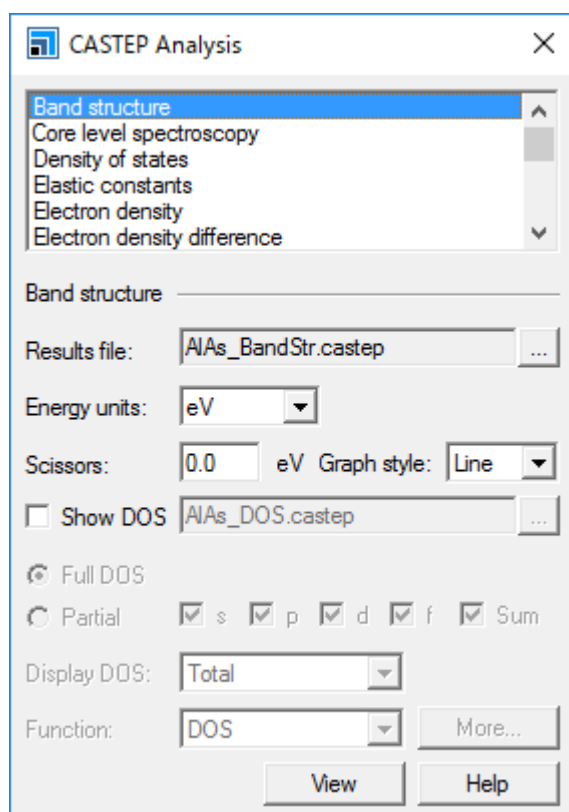 CASTEP Analysis
Band structure
Core level spectroscopy
Density of states
Elastic constants
Electron density
Electron density difference
Band structure
Results file: AlAs_BandStr.castep ...
Energy units: eV
Scissors: 0.0 eV Graph style: Line
Show DOS AlAs_DOS.castep ...
Full DOS
Partial s p d f Sum
Display DOS: Total
Function: DOS More...
View Help